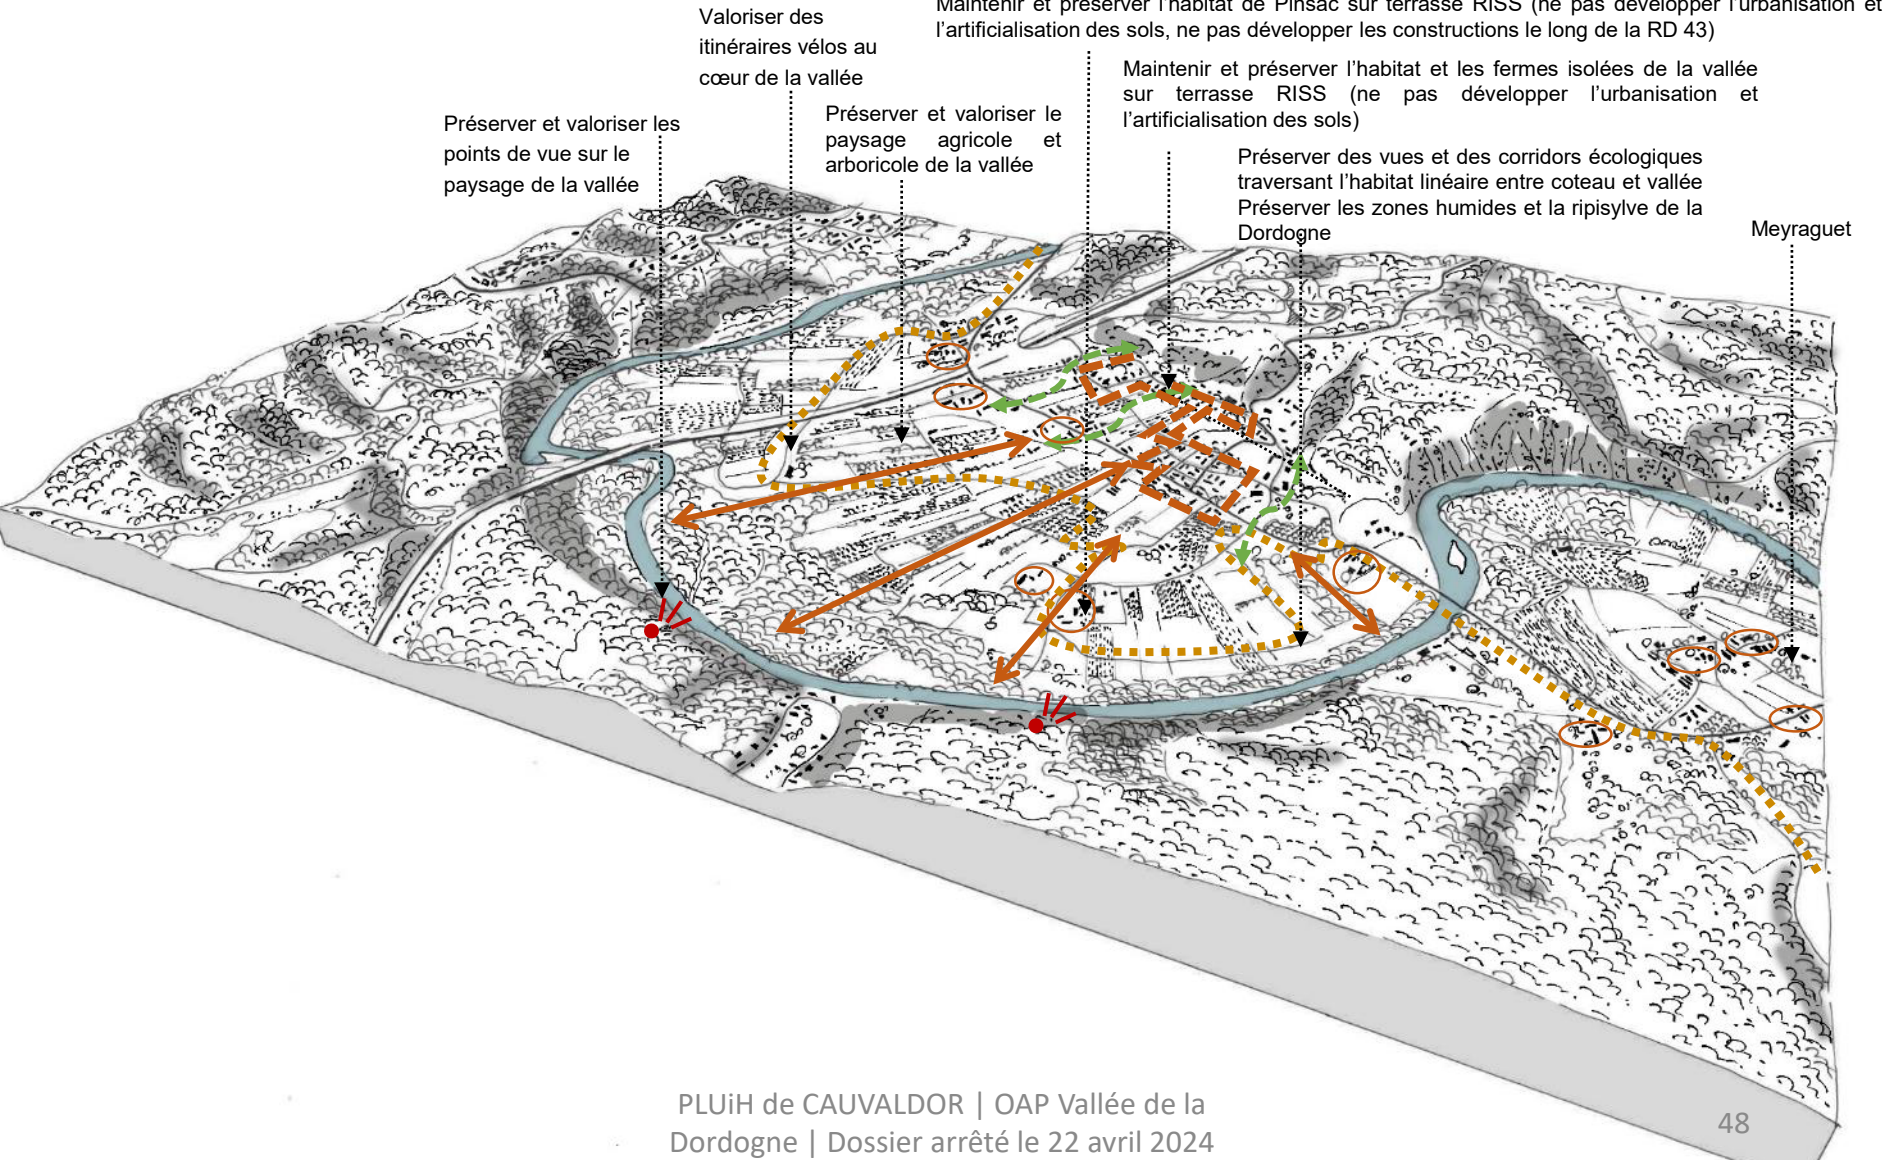 Maintenir et préserver l'habitat de Pinsac sur terrasse RISS (ne pas développer l'urbanisation et
l'artificialisation des sols, ne pas développer les constructions le long de la RD 43)
Valoriser des
itinéraires vélos au
cœur de la vallée
Maintenir et préserver l'habitat et les fermes isolées de la vallée
sur terrasse RISS (ne pas développer l'urbanisation et
l'artificialisation des sols)
Préserver et valoriser les
points de vue sur le
paysage de la vallée
Préserver et valoriser le
paysage agricole et
arboricole de la vallée
Préserver des vues et des corridors écologiques
traversant l'habitat linéaire entre coteau et vallée
Préserver les zones humides et la ripisylve de la
Dordogne
Meyraguet
PLUiH de CAUVALDOR | OAP Vallée de la
Dordogne | Dossier arrêté le 22 avril 2024
48